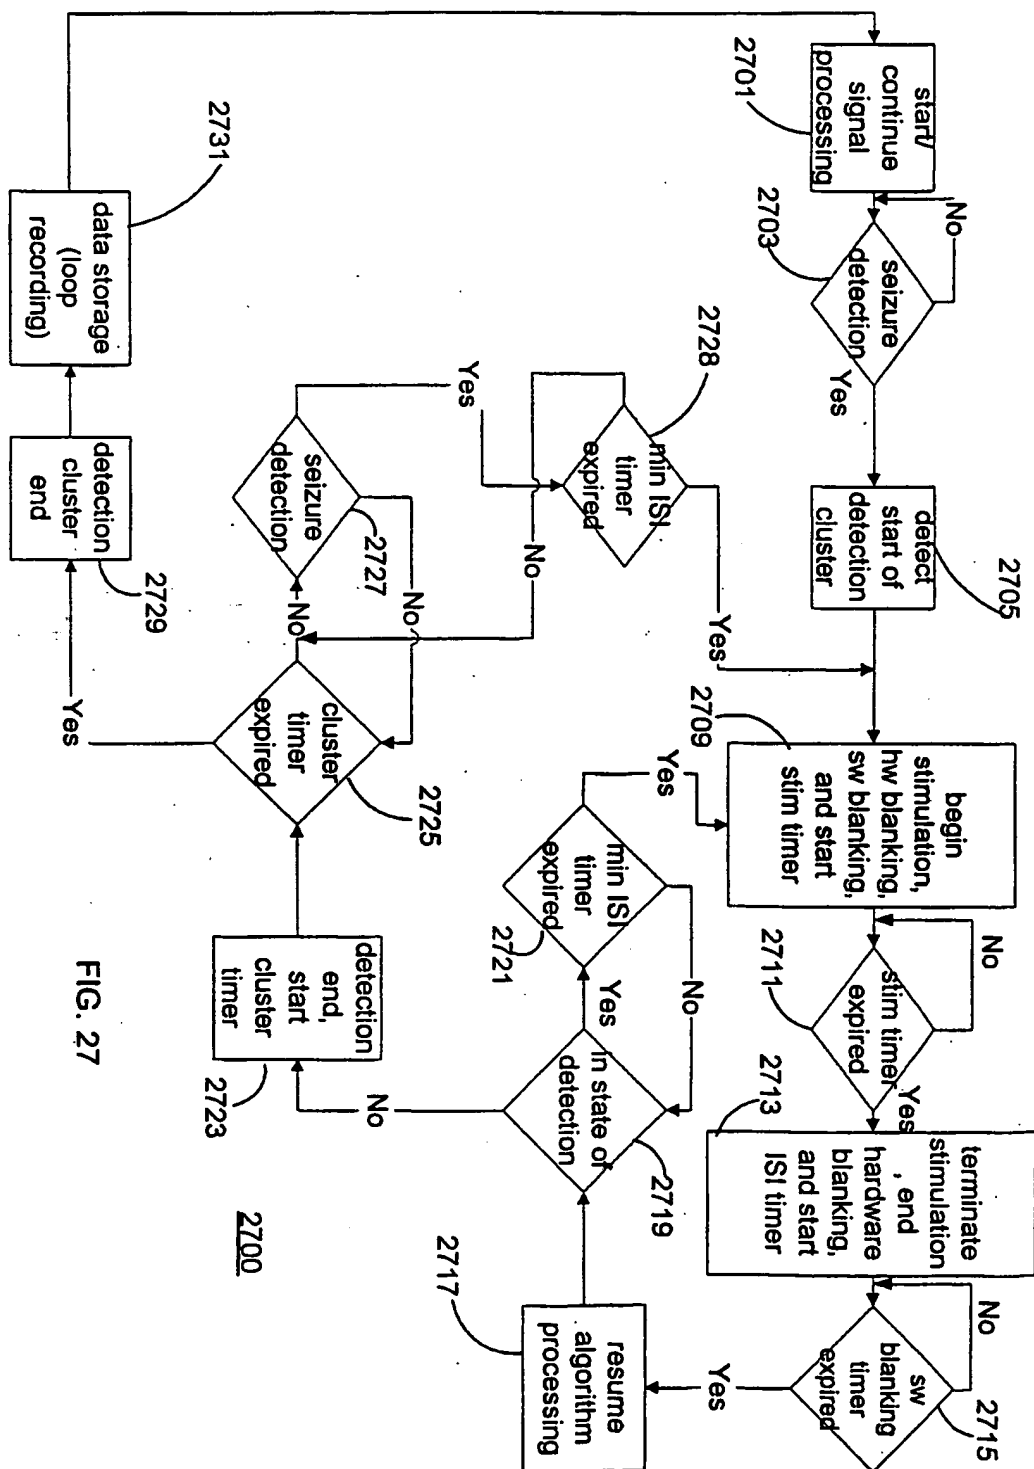 start/
continue
signal
processing
2701
No
seizure
detection
2703
Yes
detect
start of
detection
cluster
2705
begin
stimulation,
hw blanking,
sw blanking,
and start
stim timer
2709
No
stim timer
expired
2711
Yes
terminate
stimulation
, end
hardware
blanking,
and start
ISI timer
2713
No
sw
blanking
timer
expired
2715
Yes
resume
algorithm
processing
2717
in state of
detection
2719
Yes
No
min ISI
timer
expired
2721
Yes
No
detection
end,
start
cluster
timer
2723
cluster
timer
expired
2725
No
Yes
seizure
detection
2727
No
Yes
min ISI
timer
expired
2728
No
Yes
detection
cluster
end
2729
data storage
(loop
recording)
2731
2700
FIG. 27